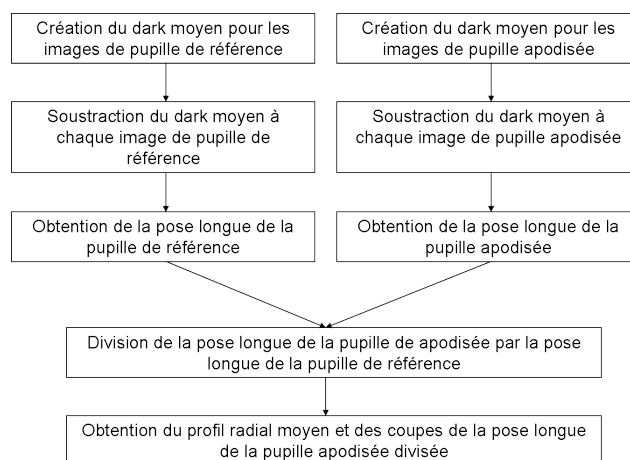 Création du dark moyen pour les
images de pupille de référence
Création du dark moyen pour les
images de pupille apodisée
Soustraction du dark moyen à
chaque image de pupille de
référence
Soustraction du dark moyen à
chaque image de pupille apodisée
Obtention de la pose longue de la
pupille de référence
Obtention de la pose longue de la
pupille apodisée
Division de la pose longue de la pupille de apodisée par la pose
longue de la pupille de référence
Obtention du profil radial moyen et des coupes de la pose longue
de la pupille apodisée divisée